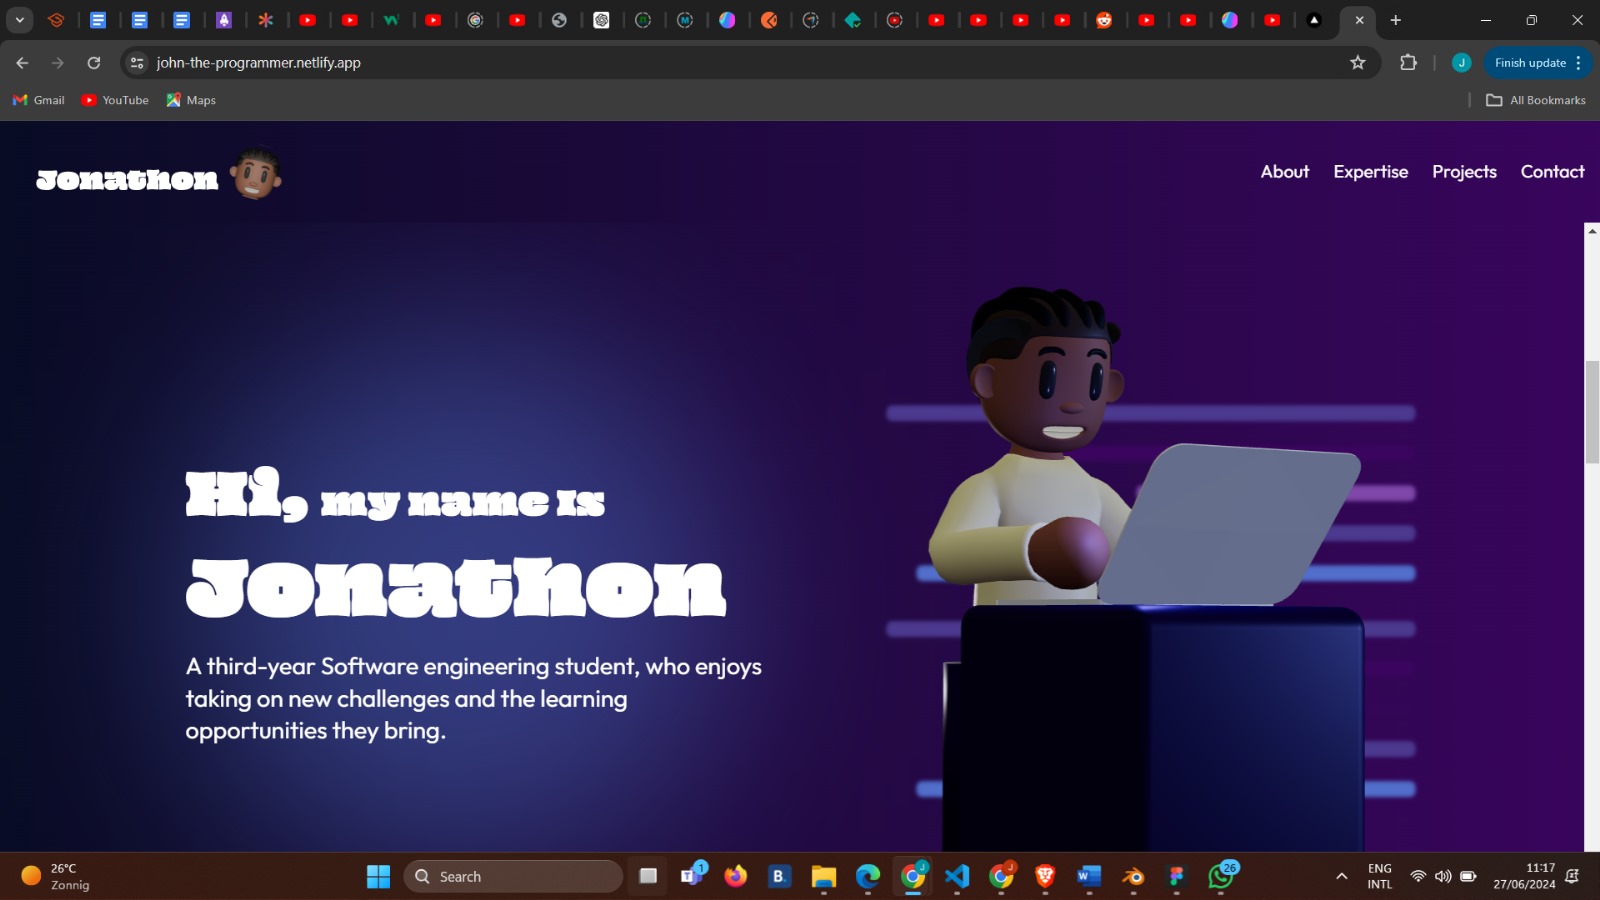 john-the-programmer.netlify.app
J
Finish update
Gmail
YouTube
Maps
All Bookmarks
Jonathon
About
Expertise
Projects
Contact
Hi, my name is
Jonathon
A third-year Software engineering student, who enjoys
taking on new challenges and the learning
opportunities they bring.
26°C
Zonnig
Search
1
B.
J
J
W
26
ENG
INTL
11:17
27/06/2024